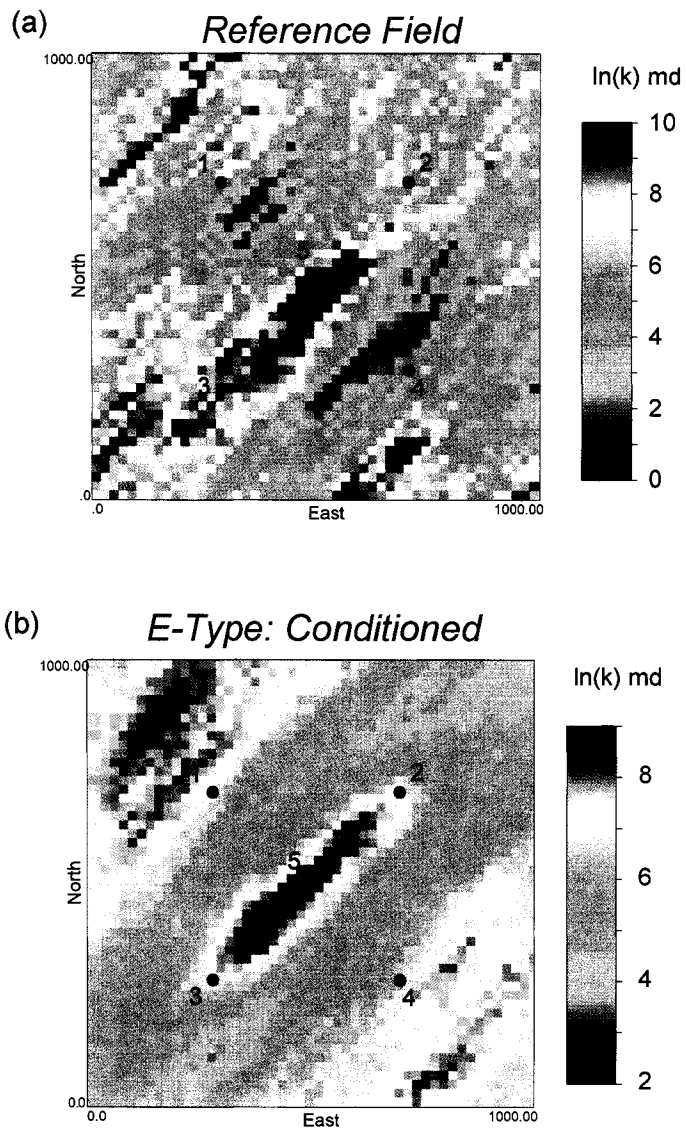 (a)
Reference Field
1000.00
ln(k) md
10
1
2
8
5
6
North
4
3
4
2
.0
0
.0
East
1000.00
(b)
E-Type: Conditioned
1000.00
ln(k) md
1
2
8
5
6
North
4
3
4
0.0
2
0.0
East
1000.00